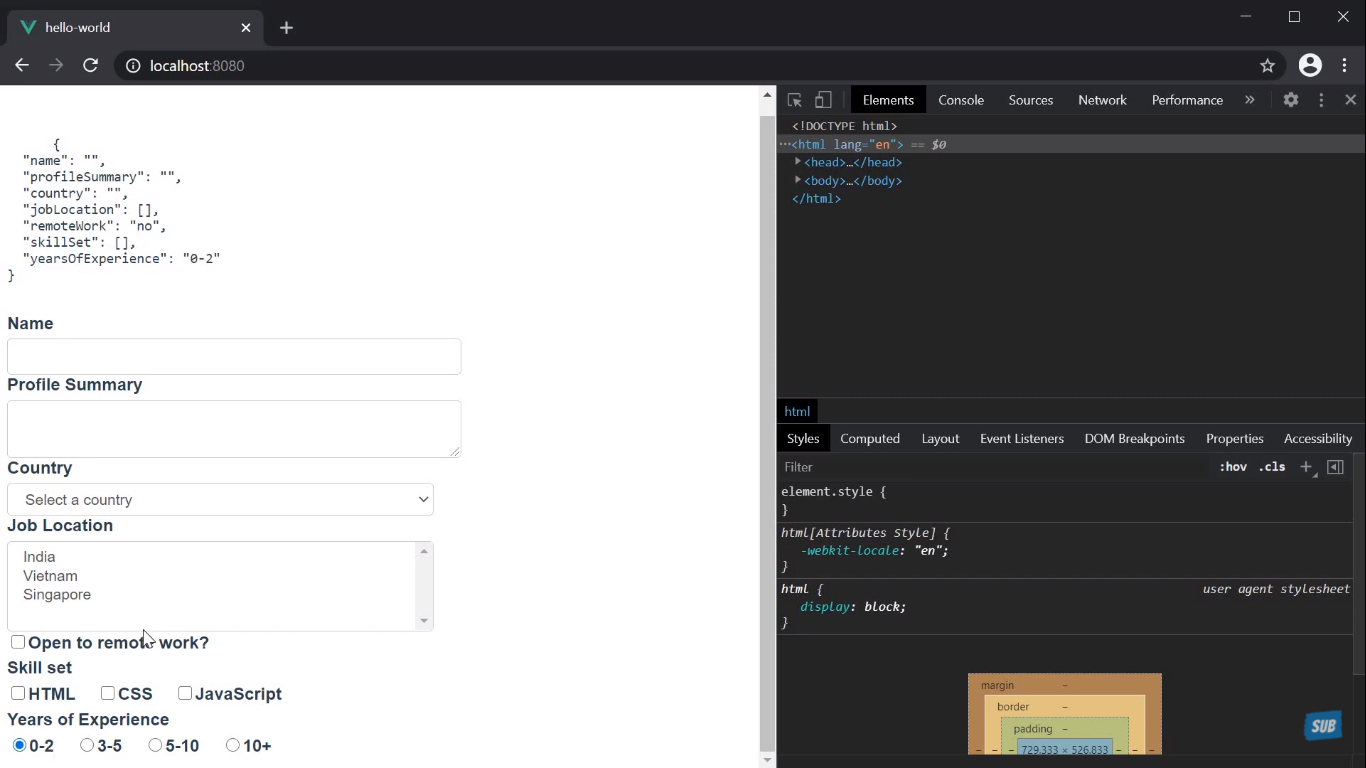 hello-world
localhost:8080
{
"name": "",
"profileSummary": "",
"country": "",
"jobLocation": [],
"remoteWork": "no",
"skillSet": [],
"yearsOfExperience": "0-2"
}
Name
Profile Summary
Country
Select a country
Job Location
India
Vietnam
Singapore
Open to remote work?
Skill set
HTML CSS JavaScript
Years of Experience
0-2 3-5 5-10 10+
Elements Console Sources Network Performance »
<!DOCTYPE html>
⋯<html lang="en"> == $0
<head>…</head>
<body>…</body>
</html>
html
Styles Computed Layout Event Listeners DOM Breakpoints Properties Accessibility
Filter :hov .cls +
element.style {
}
html[Attributes Style] {
-webkit-locale: "en";
}
html { user agent stylesheet
display: block;
}
margin -
border -
padding -
- - - 729.333 × 526.833 - - -
SUB